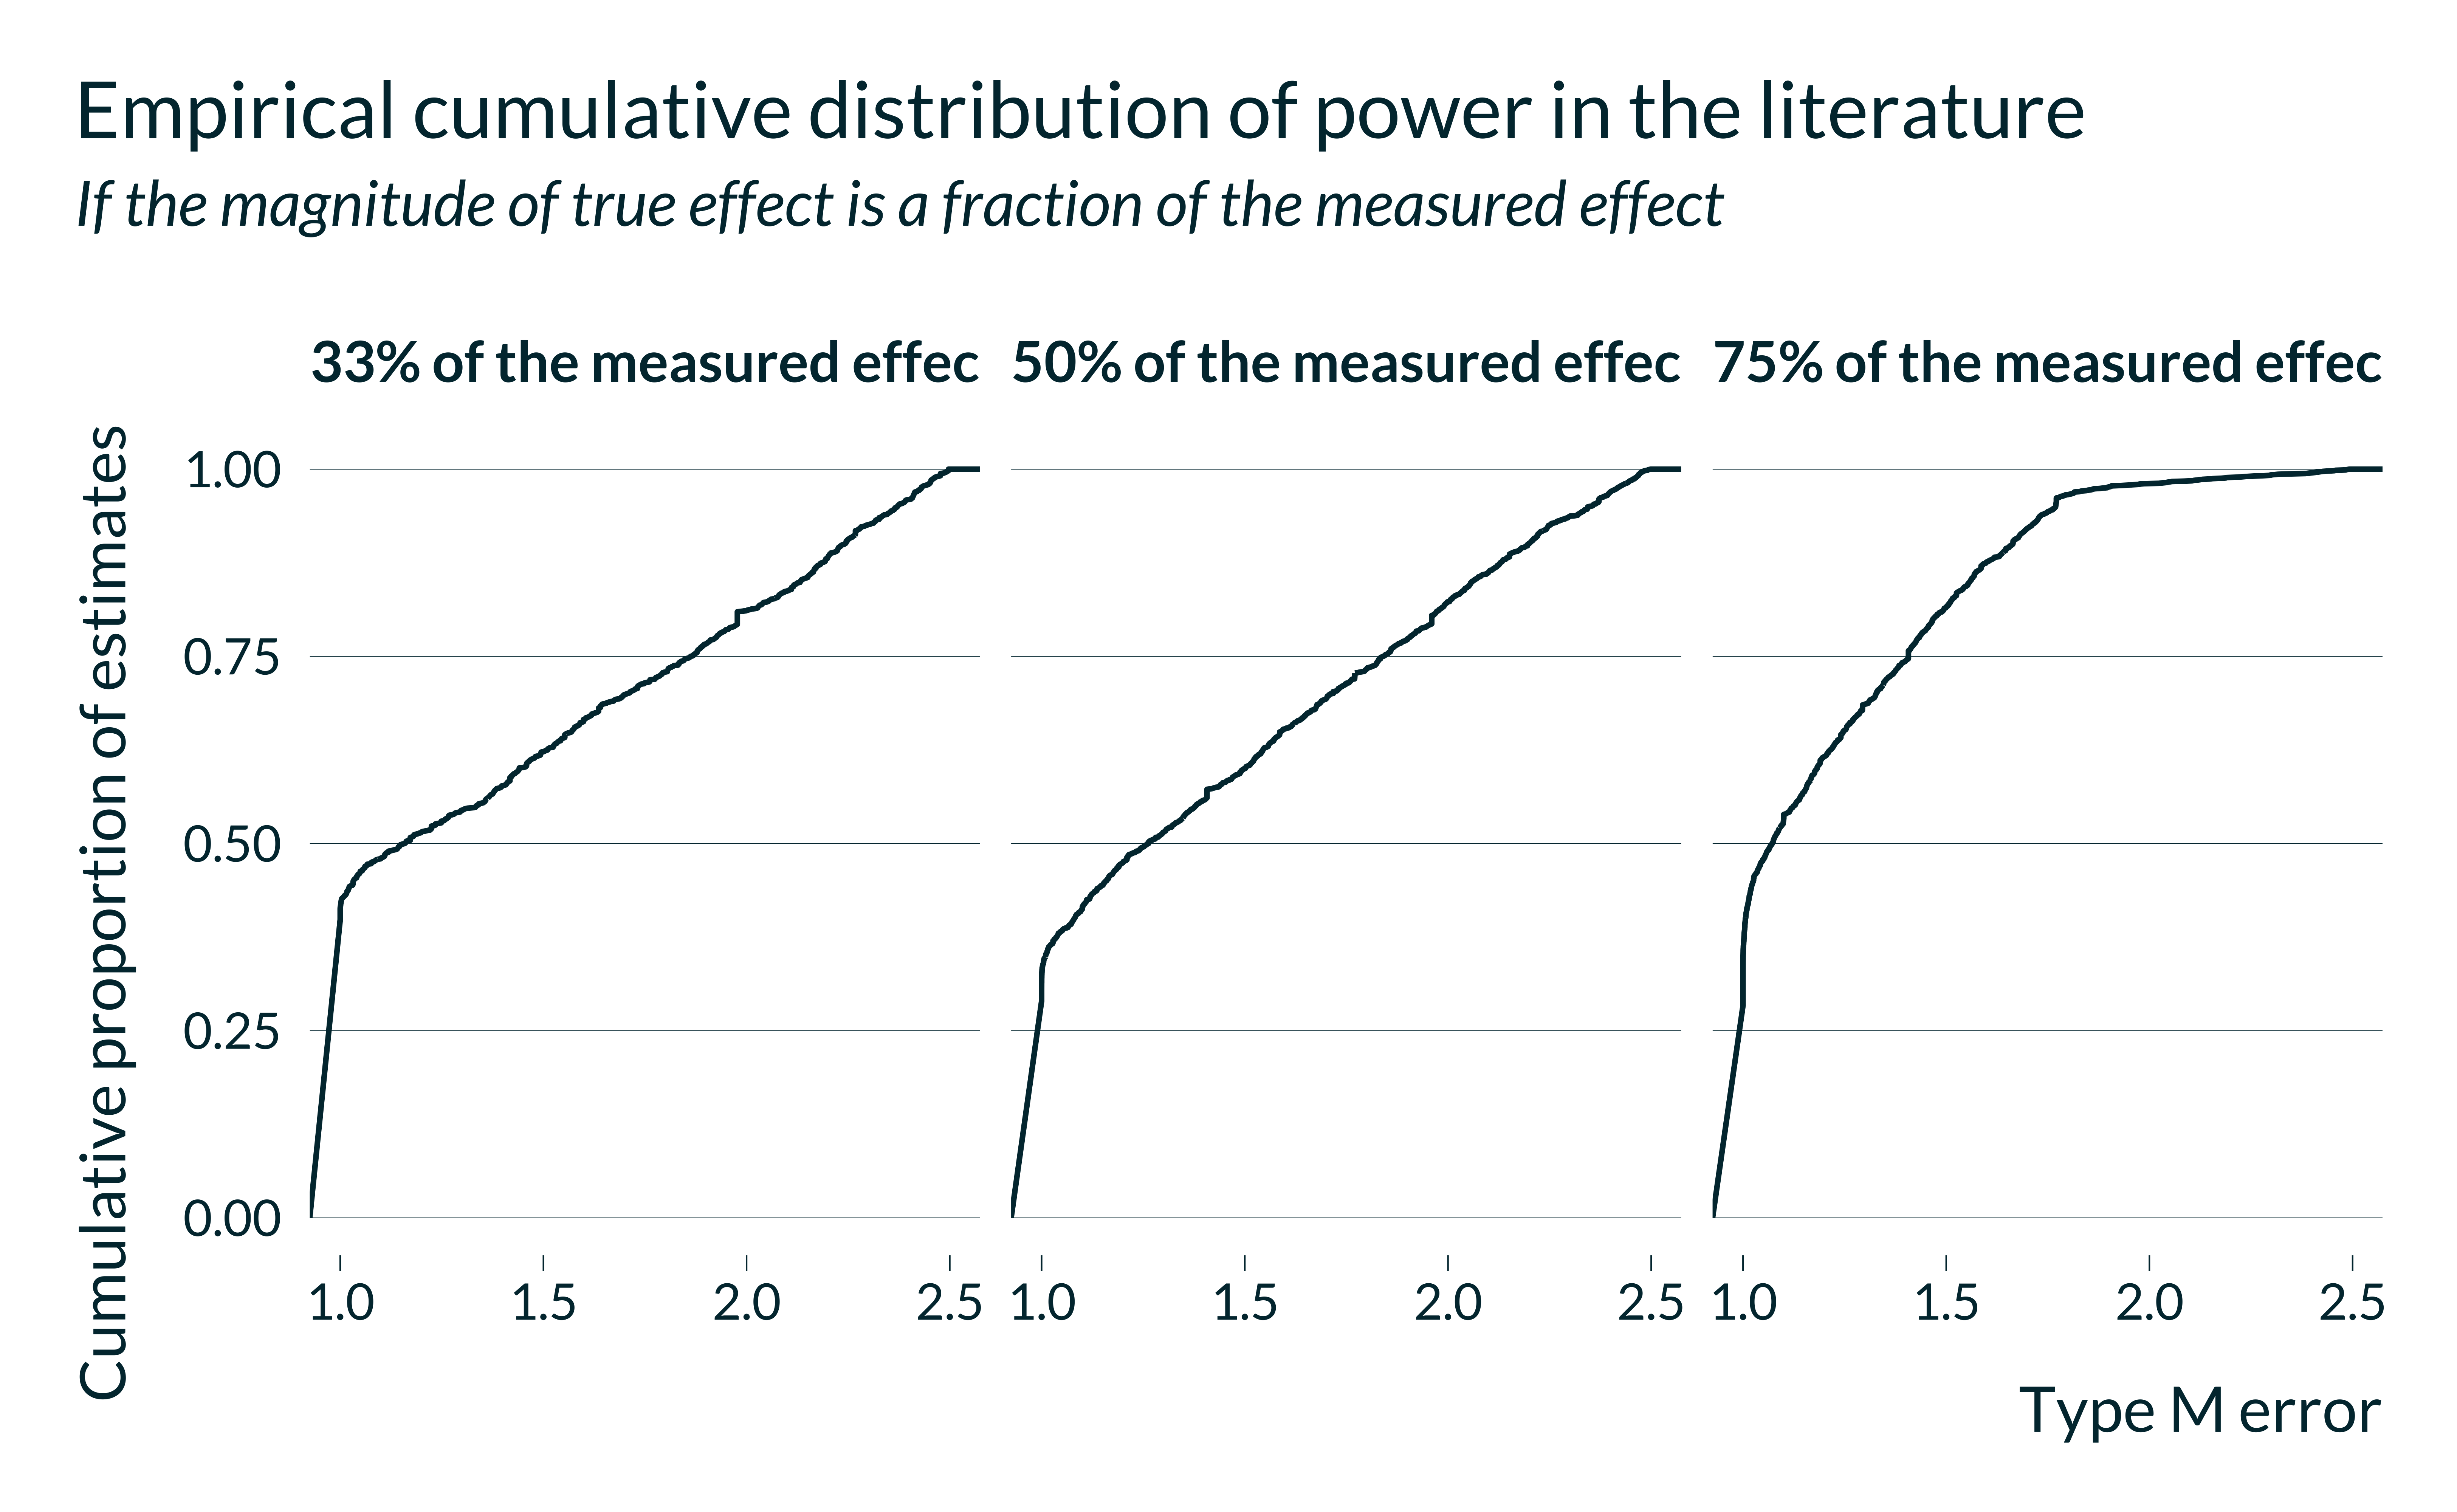 Empirical cumulative distribution of power in the literature
If the magnitude of true effect is a fraction of the measured effect
33% of the measured effec
50% of the measured effec
75% of the measured effec
Cumulative proportion of estimates
1.00
0.75
0.50
0.25
0.00
1.0 1.5 2.0 2.5
1.0 1.5 2.0 2.5
1.0 1.5 2.0 2.5
Type M error